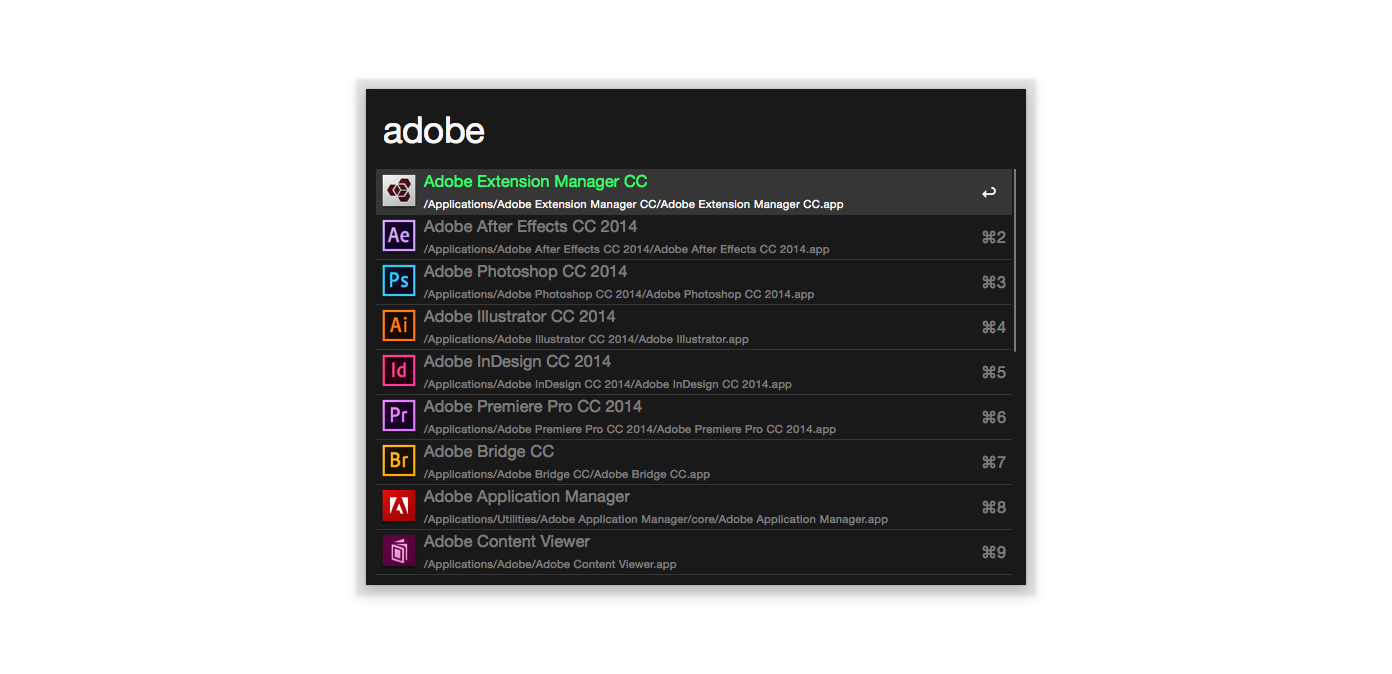 adobe
Adobe Extension Manager CC
/Applications/Adobe Extension Manager CC/Adobe Extension Manager CC.app
↩
Ae
Adobe After Effects CC 2014
/Applications/Adobe After Effects CC 2014/Adobe After Effects CC 2014.app
⌘2
Ps
Adobe Photoshop CC 2014
/Applications/Adobe Photoshop CC 2014/Adobe Photoshop CC 2014.app
⌘3
Ai
Adobe Illustrator CC 2014
/Applications/Adobe Illustrator CC 2014/Adobe Illustrator.app
⌘4
Id
Adobe InDesign CC 2014
/Applications/Adobe InDesign CC 2014/Adobe InDesign CC 2014.app
⌘5
Pr
Adobe Premiere Pro CC 2014
/Applications/Adobe Premiere Pro CC 2014/Adobe Premiere Pro CC 2014.app
⌘6
Br
Adobe Bridge CC
/Applications/Adobe Bridge CC/Adobe Bridge CC.app
⌘7
Adobe Application Manager
/Applications/Utilities/Adobe Application Manager/core/Adobe Application Manager.app
⌘8
Adobe Content Viewer
/Applications/Adobe/Adobe Content Viewer.app
⌘9